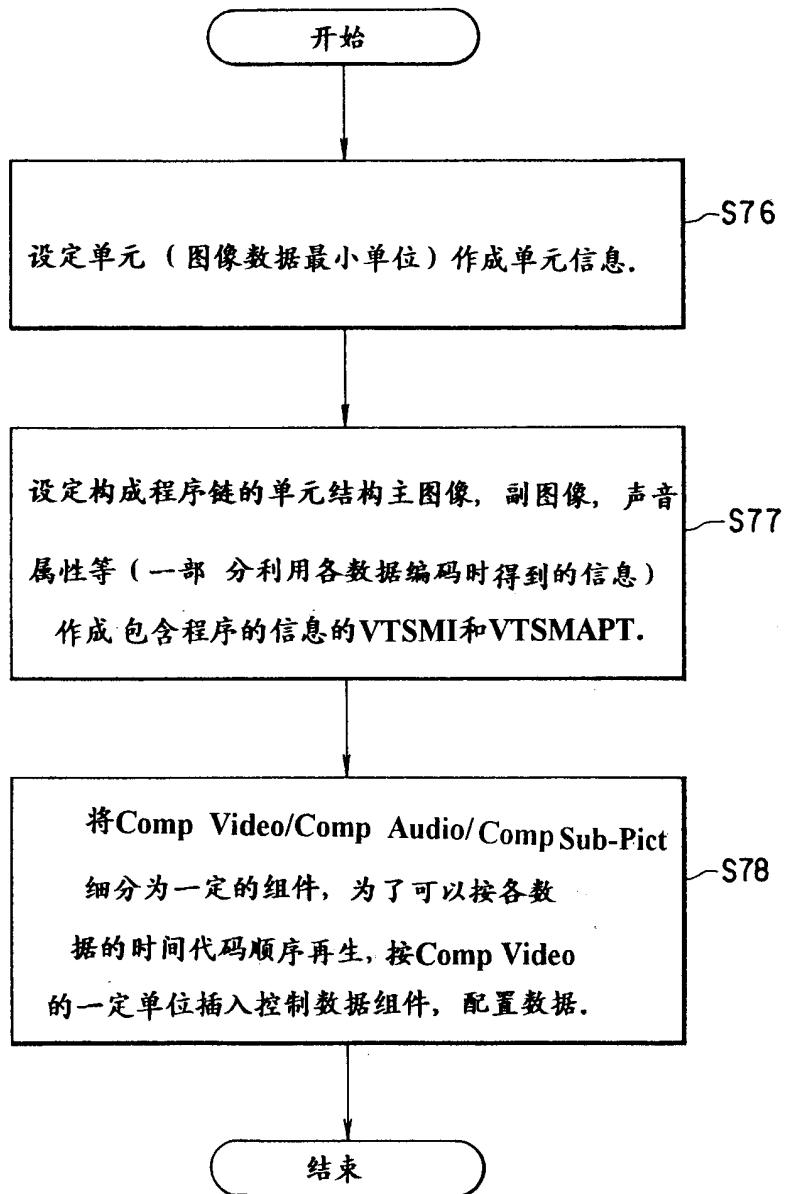 开始
设定单元（图像数据最小单位）作成单元信息.
S76
设定构成程序链的单元结构主图像, 副图像, 声音
属性等（一部 分利用各数据编码时得到的信息）
作成 包含程序的信息的VTSMI和VTSMAPT.
S77
将Comp Video/Comp Audio/Comp Sub-Pict
细分为一定的组件, 为了可以按各数
据的时间代码顺序再生, 按Comp Video
的一定单位插入控制数据组件, 配置数据.
S78
结束